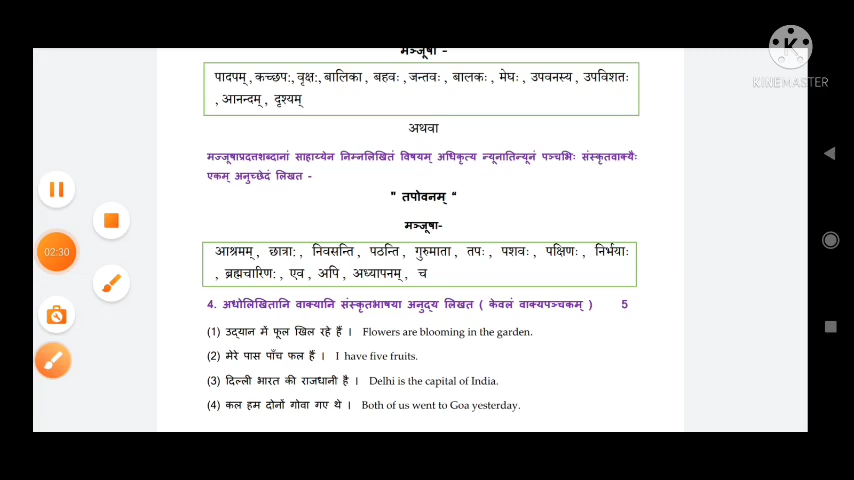 मञ्जूषा -
KINEMASTER
पादपम्, कच्छप:, वृक्ष:, बालिका , बहवः , जन्तवः , बालकः , मेघः , उपवनस्य , उपविशतः
, आनन्दम् , दृश्यम्
अथवा
मञ्जूषाप्रदत्तशब्दानां साहाय्येन निम्नलिखितं विषयम् अधिकृत्य न्यूनातिन्यूनं पञ्चभिः संस्कृतवाक्यैः
एकम् अनुच्छेदं लिखत -
" तपोवनम् "
मञ्जूषा-
आश्रमम् , छात्रा: , निवसन्ति , पठन्ति , गुरुमाता , तपः , पशवः , पक्षिणः , निर्भयाः
, ब्रह्मचारिण: , एव , अपि , अध्यापनम् , च
02:30
4. अधोलिखितानि वाक्यानि संस्कृतभाषया अनुद्य लिखत ( केवलं वाक्यपञ्चकम् ) 5
(1) उद्यान में फूल खिल रहे हैं । Flowers are blooming in the garden.
(2) मेरे पास पाँच फल हैं । I have five fruits.
(3) दिल्ली भारत की राजधानी है । Delhi is the capital of India.
(4) कल हम दोनों गोवा गए थे । Both of us went to Goa yesterday.